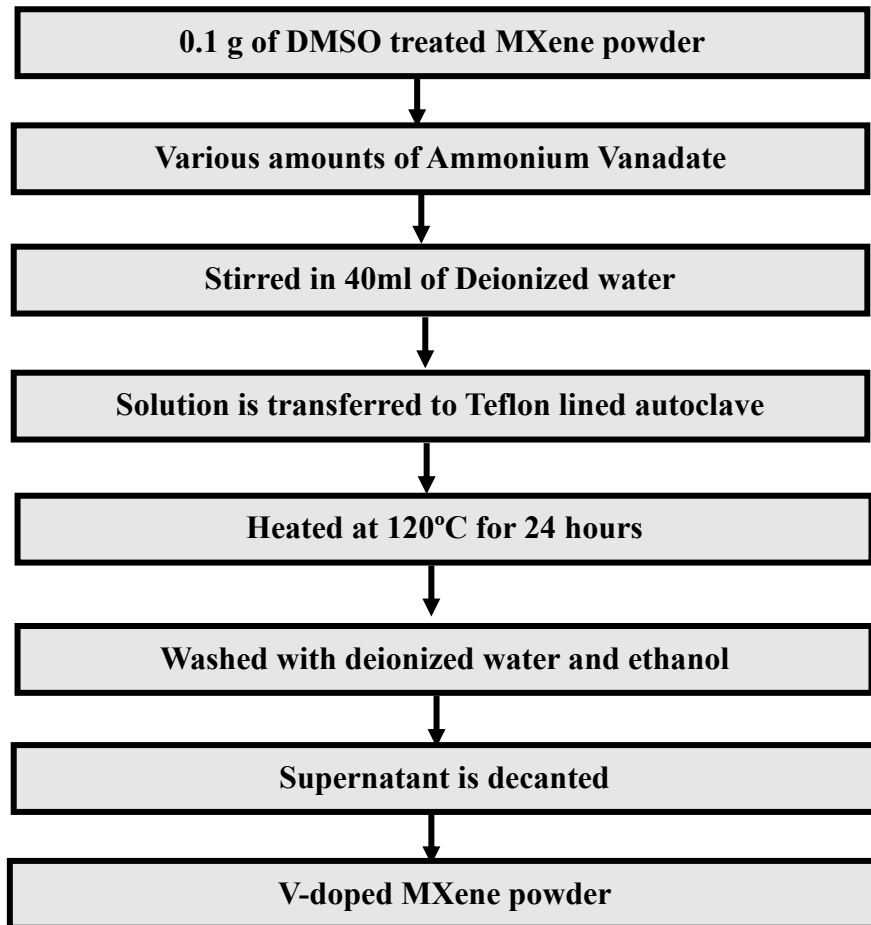 0.1 g of DMSO treated MXene powder
Various amounts of Ammonium Vanadate
Stirred in 40ml of Deionized water
Solution is transferred to Teflon lined autoclave
Heated at 120ºC for 24 hours
Washed with deionized water and ethanol
Supernatant is decanted
V-doped MXene powder